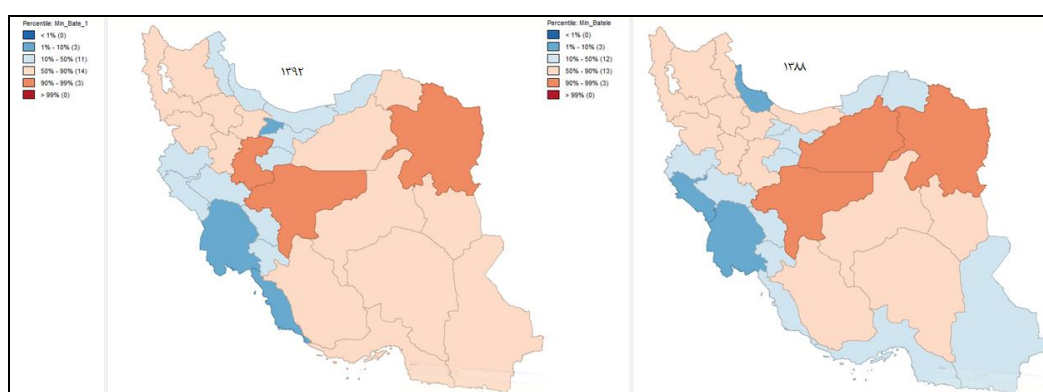 Percentile: Min_Bate_1
< 1% (0)
1% - 10% (3)
10% - 50% (11)
50% - 90% (14)
90% - 99% (3)
> 99% (0)
۱۳۹۲
Percentile: Min_Batele
< 1% (0)
1% - 10% (3)
10% - 50% (12)
50% - 90% (13)
90% - 99% (3)
> 99% (0)
۱۳۸۸